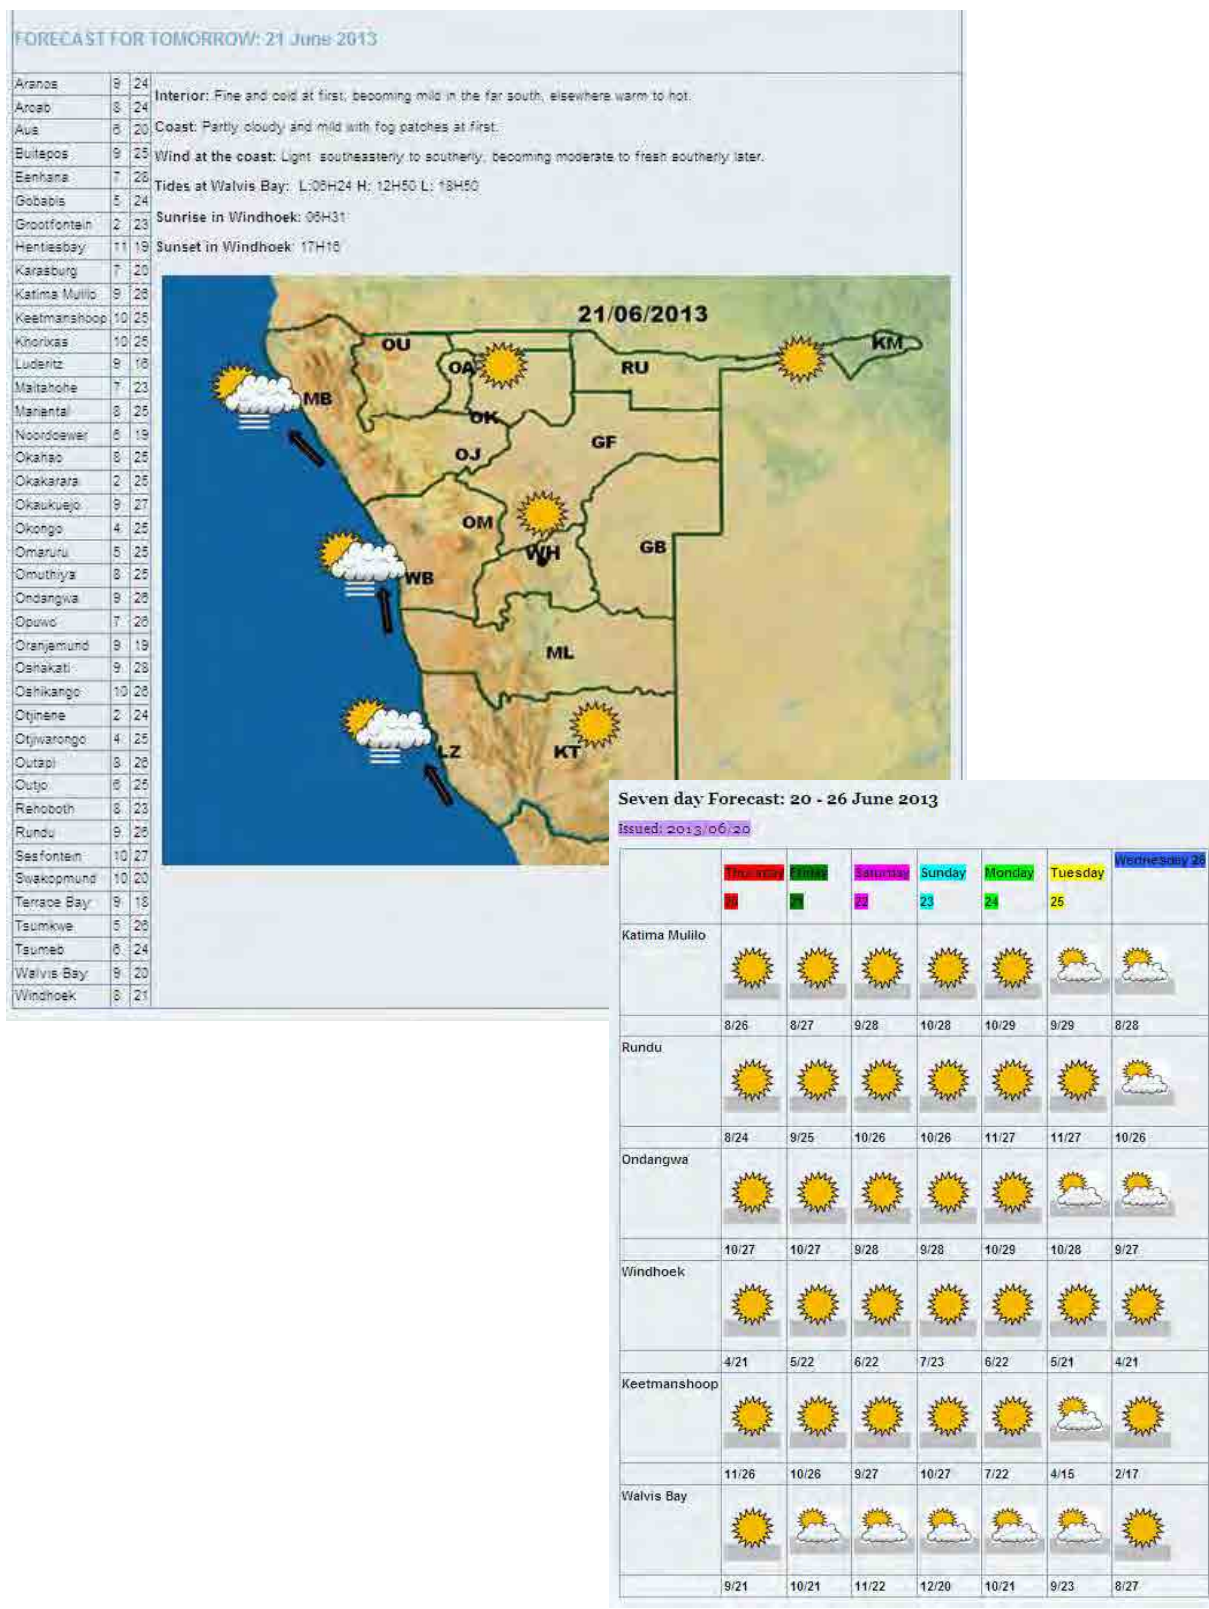 FORECAST FOR TOMORROW: 21 June 2013
Aranos 9 24
Aroab 8 24
Aus 6 20
Buitepos 9 25
Eenhana 7 28
Gobabis 5 24
Grootfontein 2 23
Hentiesbay 11 19
Karasburg 7 20
Katima Mulilo 9 26
Keetmanshoop 10 25
Khorixas 10 25
Luderitz 9 16
Maltahohe 7 23
Mariental 8 25
Noordoewer 6 19
Okahao 8 25
Okakarara 2 25
Okaukuejo 9 27
Okongo 4 25
Omaruru 5 25
Omuthiya 8 25
Ondangwa 9 26
Opuwo 7 26
Oranjemund 9 19
Oshakati 9 28
Oshikango 10 26
Otjinene 2 24
Otjiwarongo 4 25
Outapi 8 26
Outjo 6 25
Rehoboth 8 23
Rundu 9 26
Sesfontein 10 27
Swakopmund 10 20
Terrace Bay 9 18
Tsumkwe 5 26
Tsumeb 6 24
Walvis Bay 9 20
Windhoek 8 21
Interior: Fine and cold at first, becoming mild in the far south, elsewhere warm to hot.
Coast: Partly cloudy and mild with fog patches at first.
Wind at the coast: Light southeasterly to southerly, becoming moderate to fresh southerly later.
Tides at Walvis Bay: L:06H24 H: 12H50 L: 18H50
Sunrise in Windhoek: 06H31
Sunset in Windhoek: 17H16
21/06/2013
OU
OA
RU
KM
MB
OK
GF
OJ
OM
WH
GB
WB
ML
LZ
KT
Seven day Forecast: 20 - 26 June 2013
Issued: 2013/06/20
Thursday Friday Saturday Sunday Monday Tuesday Wednesday 26
20 21 22 23 24 25
Katima Mulilo
8/26 8/27 9/28 10/28 10/29 9/29 8/28
Rundu
8/24 9/25 10/26 10/26 11/27 11/27 10/26
Ondangwa
10/27 10/27 9/28 9/28 10/29 10/28 9/27
Windhoek
4/21 5/22 6/22 7/23 6/22 5/21 4/21
Keetmanshoop
11/26 10/26 9/27 10/27 7/22 4/15 2/17
Walvis Bay
9/21 10/21 11/22 12/20 10/21 9/23 8/27